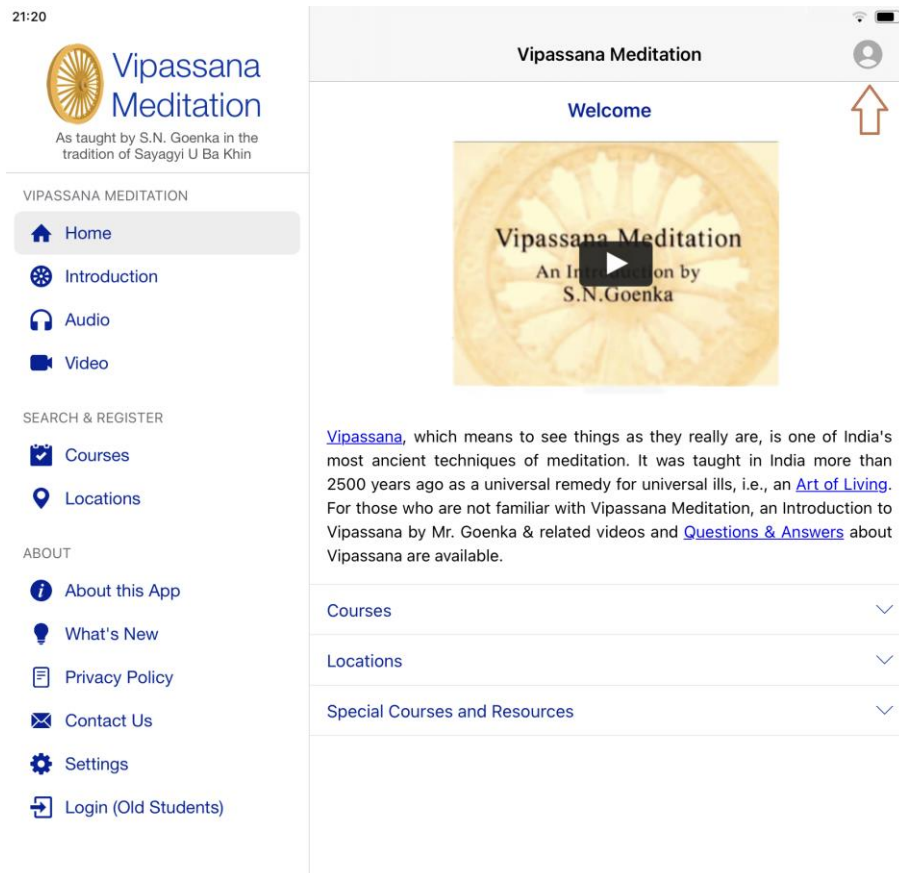 21:20
Vipassana
Meditation
As taught by S.N. Goenka in the
tradition of Sayagyi U Ba Khin
VIPASSANA MEDITATION
Home
Introduction
Audio
Video
SEARCH & REGISTER
Courses
Locations
ABOUT
About this App
What's New
Privacy Policy
Contact Us
Settings
Login (Old Students)
Vipassana Meditation
Welcome
Vipassana Meditation
An Introduction by
S.N.Goenka
Vipassana, which means to see things as they really are, is one of India's
most ancient techniques of meditation. It was taught in India more than
2500 years ago as a universal remedy for universal ills, i.e., an Art of Living.
For those who are not familiar with Vipassana Meditation, an Introduction to
Vipassana by Mr. Goenka & related videos and Questions & Answers about
Vipassana are available.
Courses
Locations
Special Courses and Resources